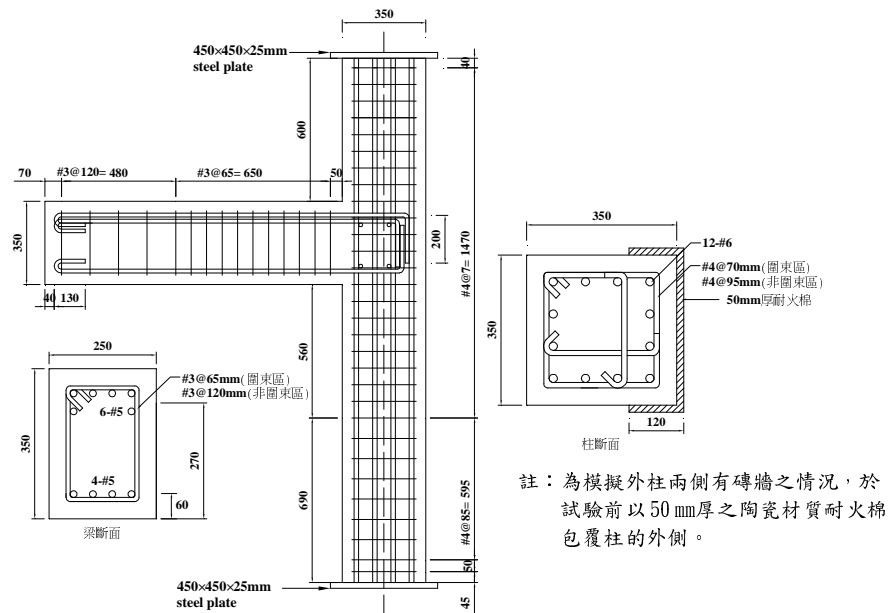 350
450×450×25mm
steel plate
40
600
70
#3@120= 480
#3@65= 650
50
350
200
#4@7= 1470
40
130
560
690
#4@85= 595
50
45
450×450×25mm
steel plate
250
#3@65mm(圍束區)
#3@120mm(非圍束區)
6-#5
350
270
4-#5
60
梁斷面
350
12-#6
#4@70mm(圍束區)
#4@95mm(非圍束區)
50mm厚耐火棉
350
120
柱斷面
註：為模擬外柱兩側有磚牆之情況，於
試驗前以50 mm厚之陶瓷材質耐火棉
包覆柱的外側。